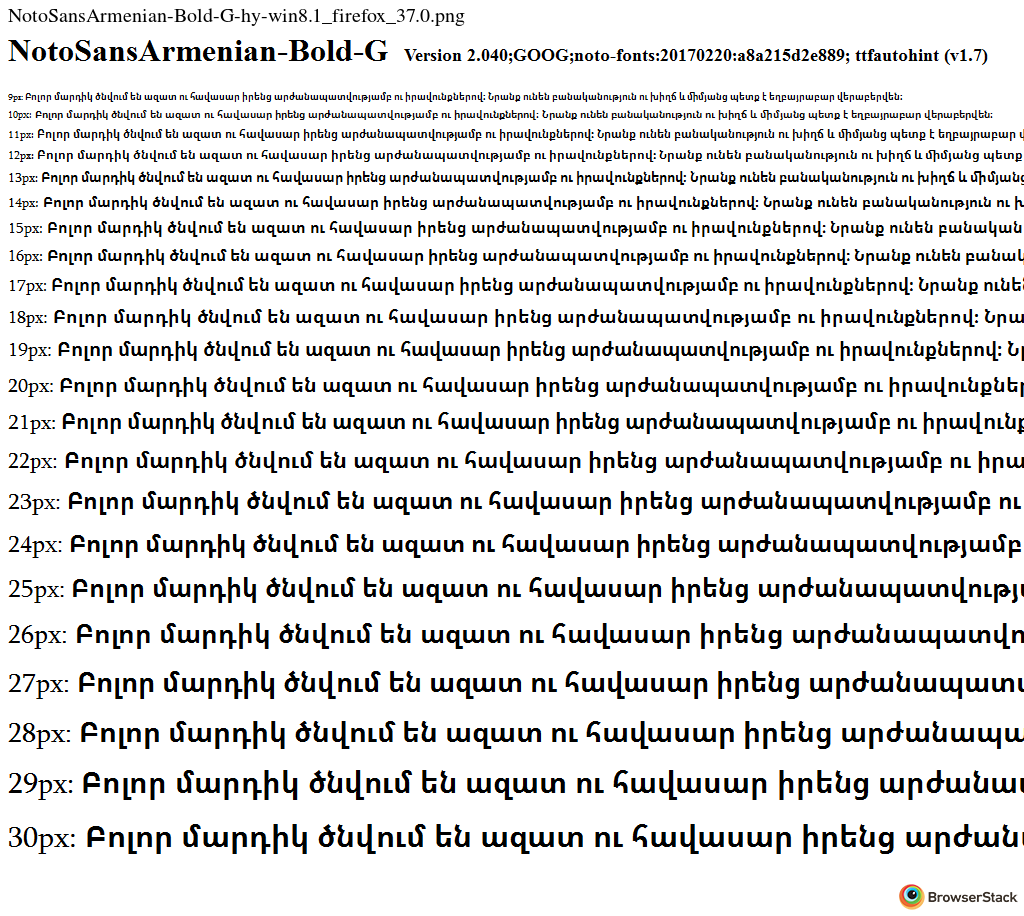 NotoSansArmenian-Bold-G-hy-win8.1_firefox_37.0.png
NotoSansArmenian-Bold-G Version 2.040;GOOG;noto-fonts:20170220:a8a215d2e889; ttfautohint (v1.7)
9px: Բոլոր մարդիկ ծնվում են ազատ ու հավասար իրենց արժանապատվությամբ ու իրավունքներով: Նրանք ունեն բանականություն ու խիղճ և միմյանց պետք է եղբայրաբար վերաբերվեն:
10px: Բոլոր մարդիկ ծնվում են ազատ ու հավասար իրենց արժանապատվությամբ ու իրավունքներով: Նրանք ունեն բանականություն ու խիղճ և միմյանց պետք է եղբայրաբար վերաբերվեն:
11px: Բոլոր մարդիկ ծնվում են ազատ ու հավասար իրենց արժանապատվությամբ ու իրավունքներով: Նրանք ունեն բանականություն ու խիղճ և միմյանց պետք է եղբայրաբար վ
12px: Բոլոր մարդիկ ծնվում են ազատ ու հավասար իրենց արժանապատվությամբ ու իրավունքներով: Նրանք ունեն բանականություն ու խիղճ և միմյանց պետք
13px: Բոլոր մարդիկ ծնվում են ազատ ու հավասար իրենց արժանապատվությամբ ու իրավունքներով: Նրանք ունեն բանականություն ու խիղճ և միմյանց
14px: Բոլոր մարդիկ ծնվում են ազատ ու հավասար իրենց արժանապատվությամբ ու իրավունքներով: Նրանք ունեն բանականություն ու խ
15px: Բոլոր մարդիկ ծնվում են ազատ ու հավասար իրենց արժանապատվությամբ ու իրավունքներով: Նրանք ունեն բանական
16px: Բոլոր մարդիկ ծնվում են ազատ ու հավասար իրենց արժանապատվությամբ ու իրավունքներով: Նրանք ունեն բանակ
17px: Բոլոր մարդիկ ծնվում են ազատ ու հավասար իրենց արժանապատվությամբ ու իրավունքներով: Նրանք ունեն
18px: Բոլոր մարդիկ ծնվում են ազատ ու հավասար իրենց արժանապատվությամբ ու իրավունքներով: Նրա
19px: Բոլոր մարդիկ ծնվում են ազատ ու հավասար իրենց արժանապատվությամբ ու իրավունքներով: Նր
20px: Բոլոր մարդիկ ծնվում են ազատ ու հավասար իրենց արժանապատվությամբ ու իրավունքներ
21px: Բոլոր մարդիկ ծնվում են ազատ ու հավասար իրենց արժանապատվությամբ ու իրավունք
22px: Բոլոր մարդիկ ծնվում են ազատ ու հավասար իրենց արժանապատվությամբ ու իրա
23px: Բոլոր մարդիկ ծնվում են ազատ ու հավասար իրենց արժանապատվությամբ ու
24px: Բոլոր մարդիկ ծնվում են ազատ ու հավասար իրենց արժանապատվությամբ
25px: Բոլոր մարդիկ ծնվում են ազատ ու հավասար իրենց արժանապատվությ
26px: Բոլոր մարդիկ ծնվում են ազատ ու հավասար իրենց արժանապատվո
27px: Բոլոր մարդիկ ծնվում են ազատ ու հավասար իրենց արժանապատվ
28px: Բոլոր մարդիկ ծնվում են ազատ ու հավասար իրենց արժանապա
29px: Բոլոր մարդիկ ծնվում են ազատ ու հավասար իրենց արժանա
30px: Բոլոր մարդիկ ծնվում են ազատ ու հավասար իրենց արժան
BrowserStack